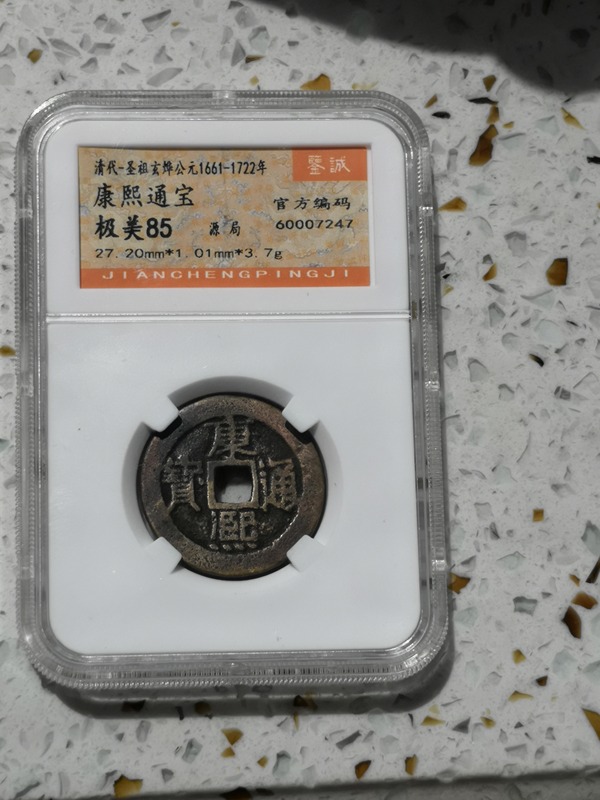 清代-圣祖玄烨公元1661-1722年
鉴誠
康熙通宝
官方编码
极美85
源局
60007247
27.20mm*1.01mm*3.7g
JIANCHENGPINGJI
康熙通寶